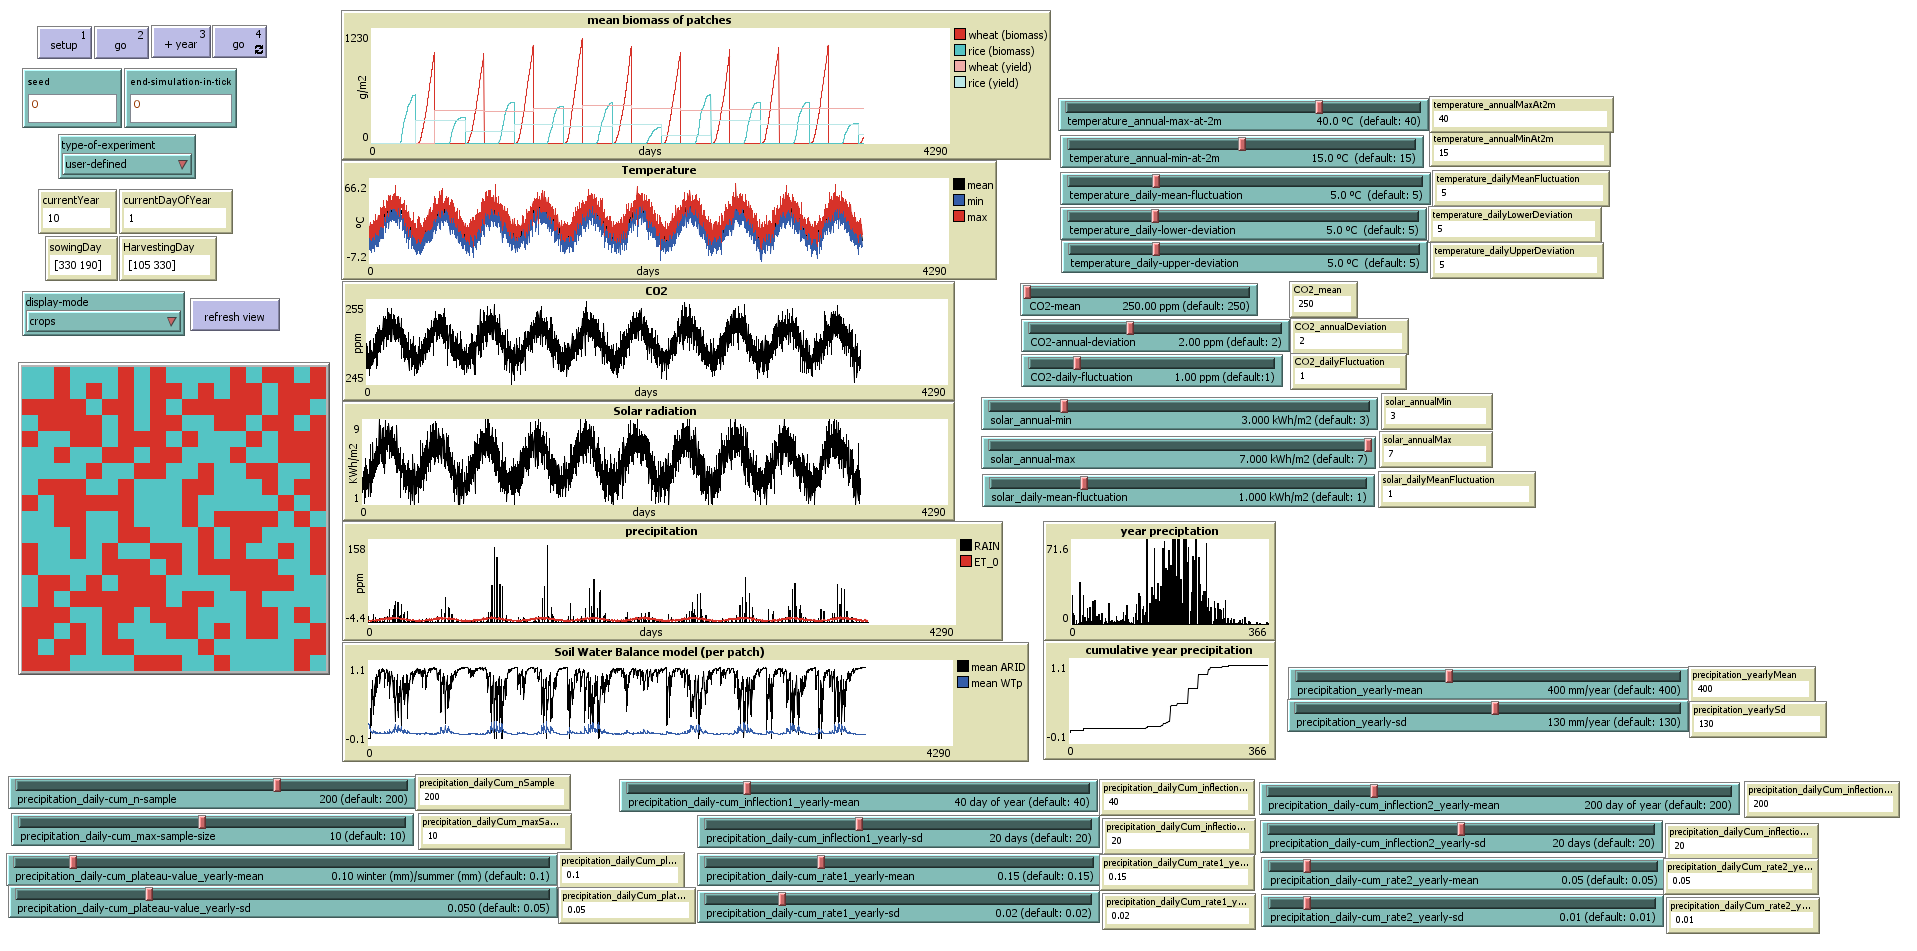 setup 1
go 2
+ year 3
go 4
seed
0
end-simulation-in-tick
0
type-of-experiment
user-defined
currentYear
10
currentDayOfYear
1
sowingDay
[330 190]
HarvestingDay
[105 330]
display-mode
crops
refresh view
mean biomass of patches
1230
g/m2
0
0
days
4290
wheat (biomass)
rice (biomass)
wheat (yield)
rice (yield)
Temperature
66.2
ºC
-7.2
0
days
4290
mean
min
max
CO2
255
ppm
245
0
days
4290
Solar radiation
9
KWh/m2
1
0
days
4290
precipitation
158
ppm
-4.4
0
days
4290
RAIN
ET_0
Soil Water Balance model (per patch)
1.1
-0.1
0
4290
mean ARID
mean WTp
year preciptation
71.6
0
0
366
cumulative year precipitation
1.1
-0.1
0
366
temperature_annual-max-at-2m 40.0 ºC (default: 40)
temperature_annualMaxAt2m
40
temperature_annual-min-at-2m 15.0 ºC (default: 15)
temperature_annualMinAt2m
15
temperature_daily-mean-fluctuation 5.0 ºC (default: 5)
temperature_dailyMeanFluctuation
5
temperature_daily-lower-deviation 5.0 ºC (default: 5)
temperature_dailyLowerDeviation
5
temperature_daily-upper-deviation 5.0 ºC (default: 5)
temperature_dailyUpperDeviation
5
CO2-mean 250.00 ppm (default: 250)
CO2_mean
250
CO2-annual-deviation 2.00 ppm (default: 2)
CO2_annualDeviation
2
CO2-daily-fluctuation 1.00 ppm (default:1)
CO2_dailyFluctuation
1
solar_annual-min 3.000 kWh/m2 (default: 3)
solar_annualMin
3
solar_annual-max 7.000 kWh/m2 (default: 7)
solar_annualMax
7
solar_daily-mean-fluctuation 1.000 kWh/m2 (default: 1)
solar_dailyMeanFluctuation
1
precipitation_yearly-mean 400 mm/year (default: 400)
precipitation_yearlyMean
400
precipitation_yearly-sd 130 mm/year (default: 130)
precipitation_yearlySd
130
precipitation_daily-cum_n-sample 200 (default: 200)
precipitation_dailyCum_nSample
200
precipitation_daily-cum_max-sample-size 10 (default: 10)
precipitation_dailyCum_maxSa...
10
precipitation_daily-cum_plateau-value_yearly-mean 0.10 winter (mm)/summer (mm) (default: 0.1)
precipitation_dailyCum_pl...
0.1
precipitation_daily-cum_plateau-value_yearly-sd 0.050 (default: 0.05)
precipitation_dailyCum_plat...
0.05
precipitation_daily-cum_inflection1_yearly-mean 40 day of year (default: 40)
precipitation_dailyCum_inflection...
40
precipitation_daily-cum_inflection1_yearly-sd 20 days (default: 20)
precipitation_dailyCum_inflectio...
20
precipitation_daily-cum_rate1_yearly-mean 0.15 (default: 0.15)
precipitation_dailyCum_rate1_ye...
0.15
precipitation_daily-cum_rate1_yearly-sd 0.02 (default: 0.02)
precipitation_dailyCum_rate1_y...
0.02
precipitation_daily-cum_inflection2_yearly-mean 200 day of year (default: 200)
precipitation_dailyCum_inflection...
200
precipitation_daily-cum_inflection2_yearly-sd 20 days (default: 20)
precipitation_dailyCum_inflectio...
20
precipitation_daily-cum_rate2_yearly-mean 0.05 (default: 0.05)
precipitation_dailyCum_rate2_ye...
0.05
precipitation_daily-cum_rate2_yearly-sd 0.01 (default: 0.01)
precipitation_dailyCum_rate2_y...
0.01